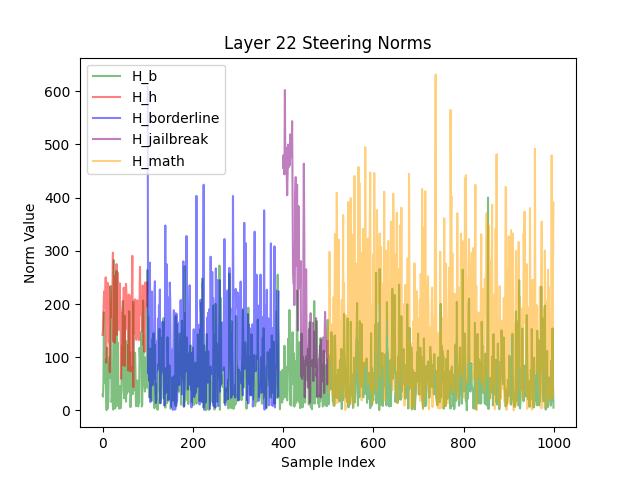 Layer 22 Steering Norms
H_b
H_h
H_borderline
H_jailbreak
H_math
Norm Value
600
500
400
300
200
100
0
0 200 400 600 800 1000
Sample Index